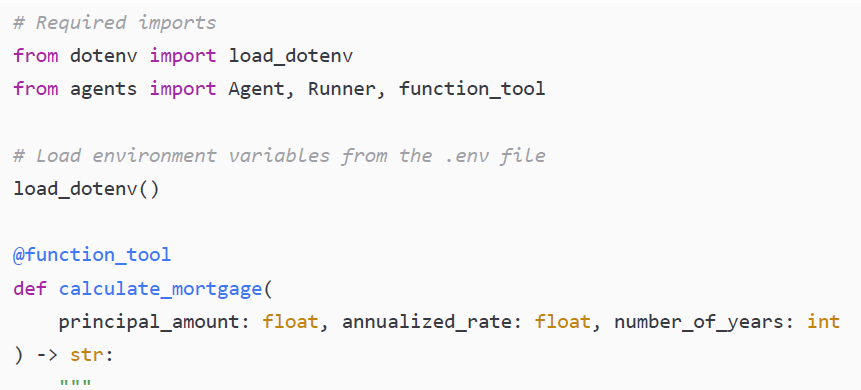 # Required imports
from dotenv import load_dotenv
from agents import Agent, Runner, function_tool
# Load environment variables from the .env file
load_dotenv()
@function_tool
def calculate_mortgage(
    principal_amount: float, annualized_rate: float, number_of_years: int
) -> str:
    """